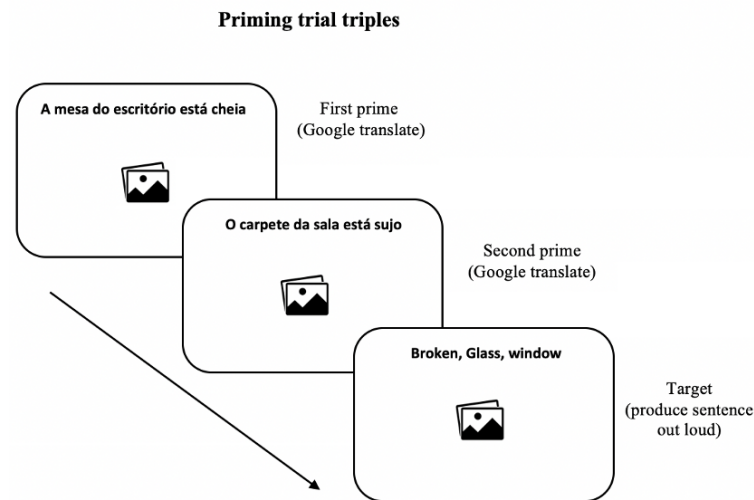 Priming trial triples
A mesa do escritório está cheia
First prime
(Google translate)
O carpete da sala está sujo
Second prime
(Google translate)
Broken, Glass, window
Target
(produce sentence
out loud)